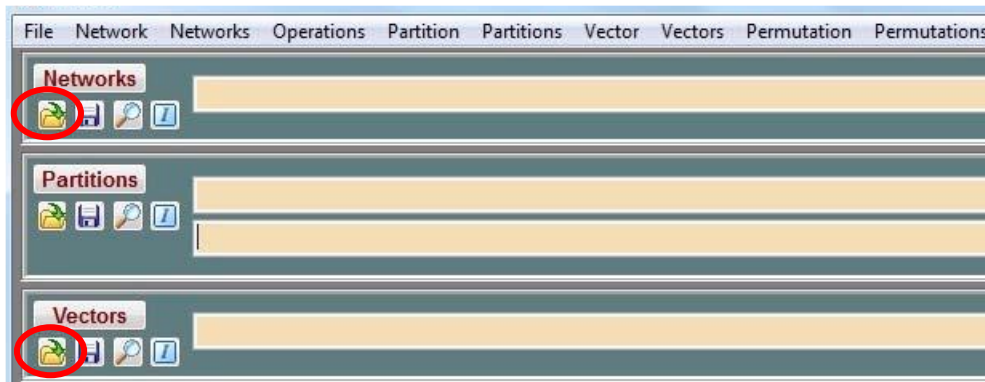 File Network Networks Operations Partition Partitions Vector Vectors Permutation Permutations
Networks
Partitions
Vectors